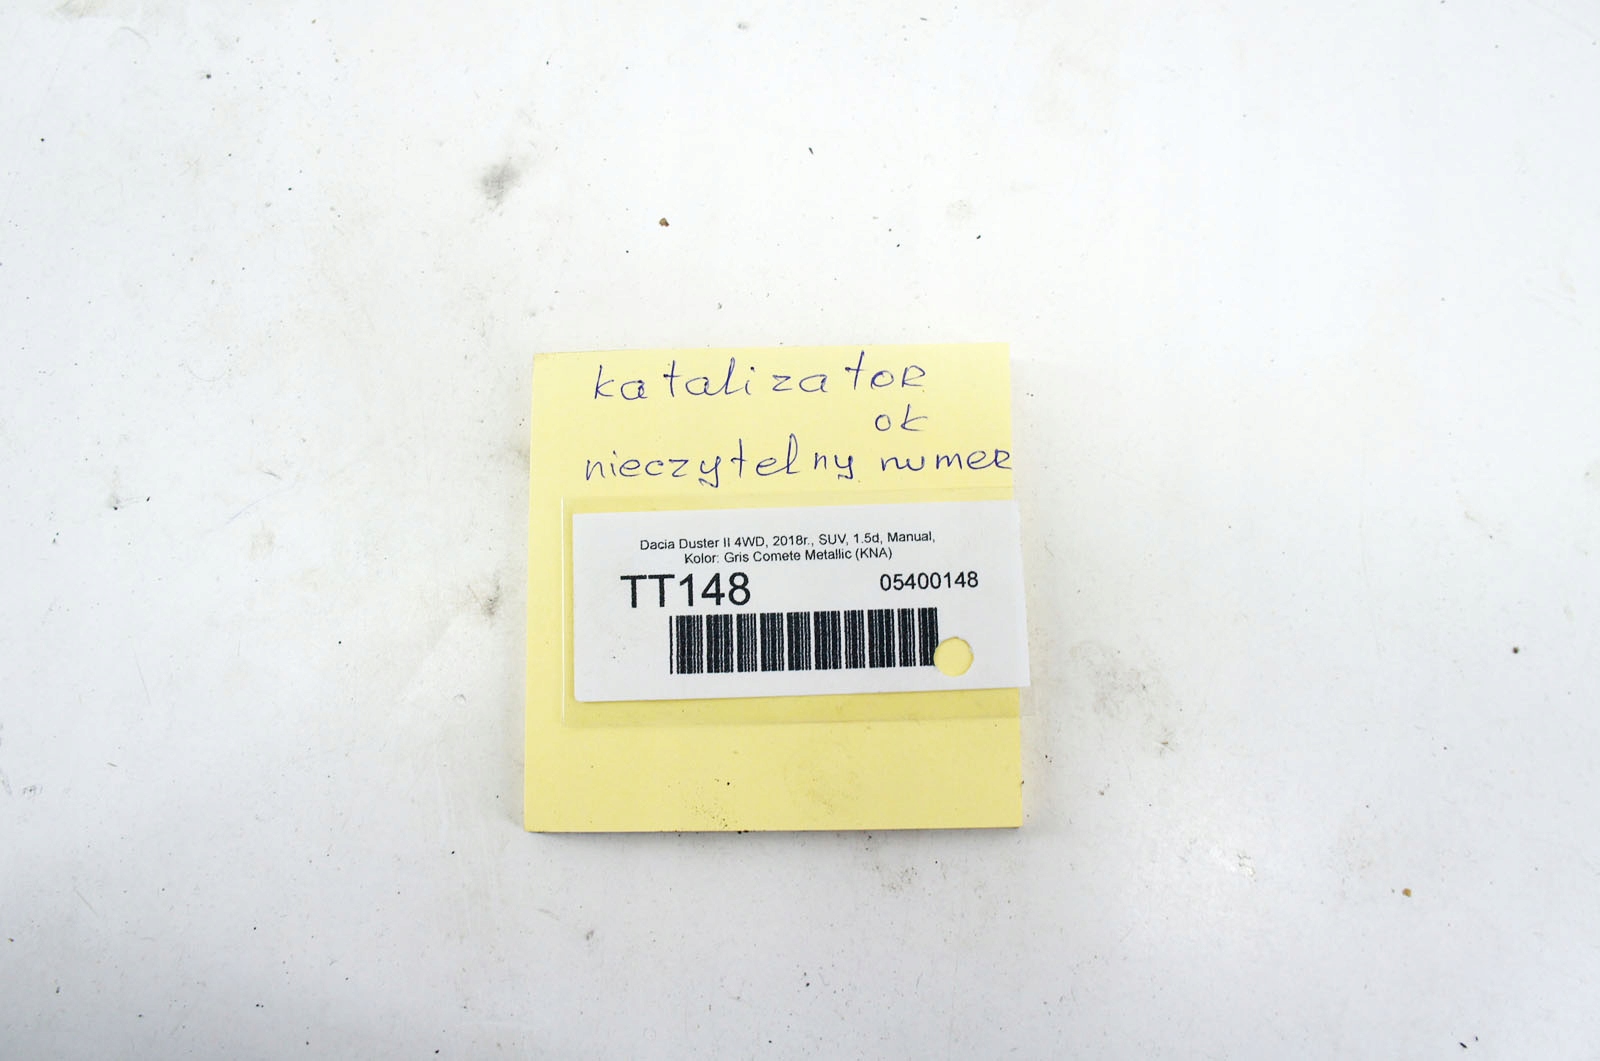 katalizator
ok
nieczytelny numer
Dacia Duster II 4WD, 2018r., SUV, 1.5d, Manual,
Kolor: Gris Comete Metallic (KNA)
TT148 05400148